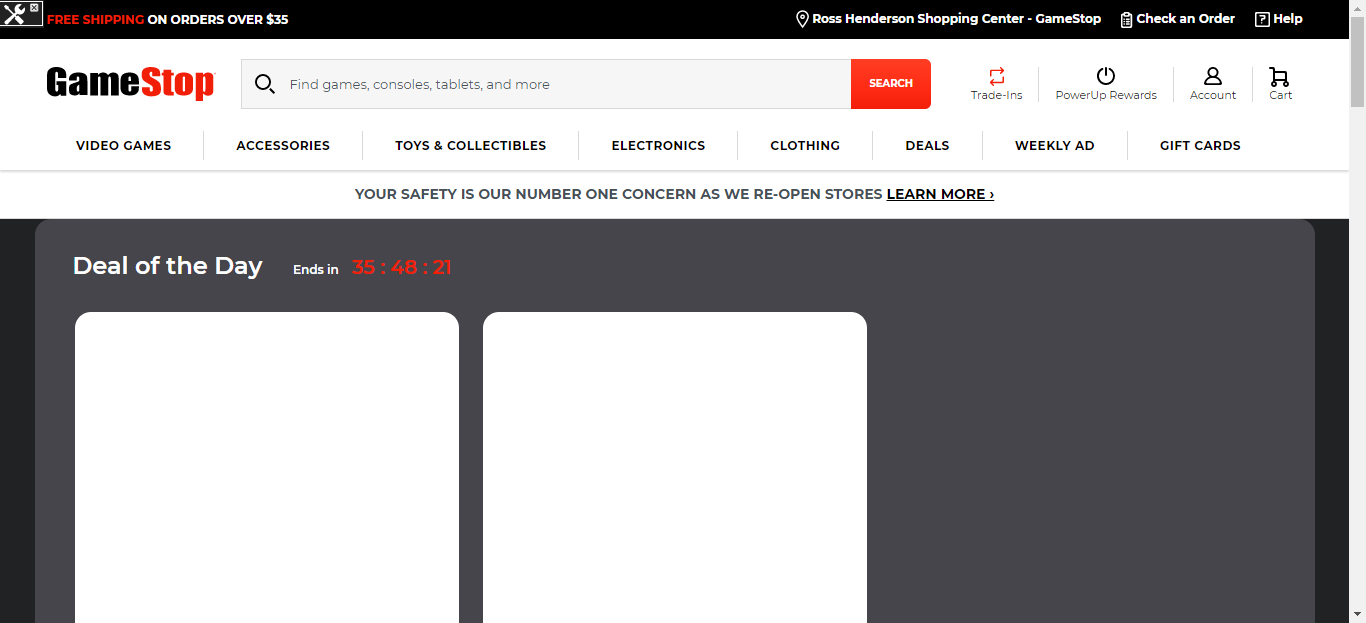 FREE SHIPPING ON ORDERS OVER $35
Ross Henderson Shopping Center - GameStop
Check an Order
Help
GameStop
Find games, consoles, tablets, and more
SEARCH
Trade-Ins
PowerUp Rewards
Account
Cart
VIDEO GAMES
ACCESSORIES
TOYS & COLLECTIBLES
ELECTRONICS
CLOTHING
DEALS
WEEKLY AD
GIFT CARDS
YOUR SAFETY IS OUR NUMBER ONE CONCERN AS WE RE-OPEN STORES LEARN MORE ›
Deal of the Day
Ends in 35 : 48 : 21